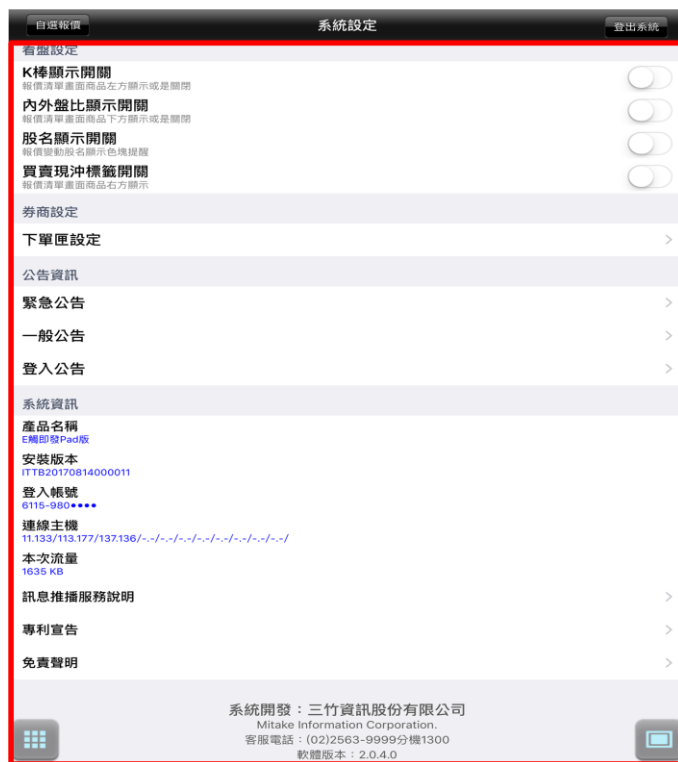 自選報價
系統設定
登出系統
看盤設定
K棒顯示開關
報價清單畫面商品左方顯示或是關閉
內外盤比顯示開關
報價清單畫面商品下方顯示或是關閉
股名顯示開關
報價變動股名顯示色塊提醒
買賣現沖標籤開關
報價清單畫面商品右方顯示
券商設定
下單匣設定
公告資訊
緊急公告
一般公告
登入公告
系統資訊
產品名稱
E觸即發Pad版
安裝版本
ITTB20170814000011
登入帳號
6115-980••••
連線主機
11.133/113.177/137.136/-.-/-.-/-.-/-.-/-.-/-.-/-.-/-.-/
本次流量
1635 KB
訊息推播服務說明
專利宣告
免責聲明
系統開發：三竹資訊股份有限公司
Mitake Information Corporation.
客服電話：(02)2563-9999分機1300
軟體版本：2.0.4.0